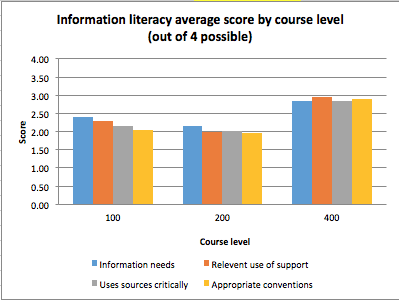 Information literacy average score by course level
(out of 4 possible)
4.00
3.50
3.00
2.50
2.00
1.50
1.00
0.50
0.00
Score
100 200 400
Course level
Information needs Relevent use of support
Uses sources critically Appropriate conventions